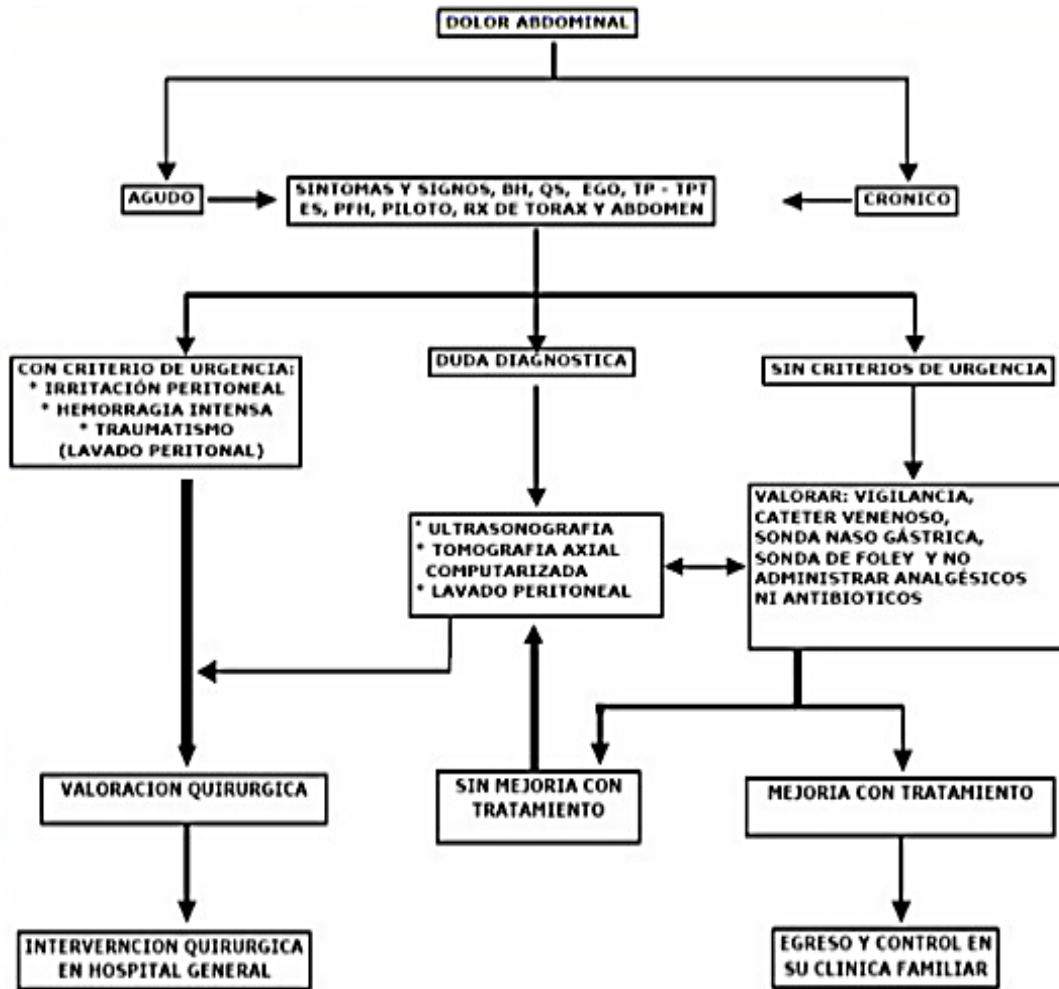 DOLOR ABDOMINAL
AGUDO
SINTOMAS Y SIGNOS, BH, QS, EGO, TP - TPT
ES, PFH, PILOTO, RX DE TORAX Y ABDOMEN
CRONICO
CON CRITERIO DE URGENCIA:
* IRRITACIÓN PERITONEAL
* HEMORRAGIA INTENSA
* TRAUMATISMO
(LAVADO PERITONAL)
DUDA DIAGNOSTICA
SIN CRITERIOS DE URGENCIA
* ULTRASONOGRAFIA
* TOMOGRAFIA AXIAL
COMPUTARIZADA
* LAVADO PERITONEAL
VALORAR: VIGILANCIA,
CATETER VENENOSO,
SONDA NASO GÁSTRICA,
SONDA DE FOLEY Y NO
ADMINISTRAR ANALGÉSICOS
NI ANTIBIOTICOS
VALORACION QUIRURGICA
SIN MEJORIA CON
TRATAMIENTO
MEJORIA CON TRATAMIENTO
INTERVERNCION QUIRURGICA
EN HOSPITAL GENERAL
EGRESO Y CONTROL EN
SU CLINICA FAMILIAR